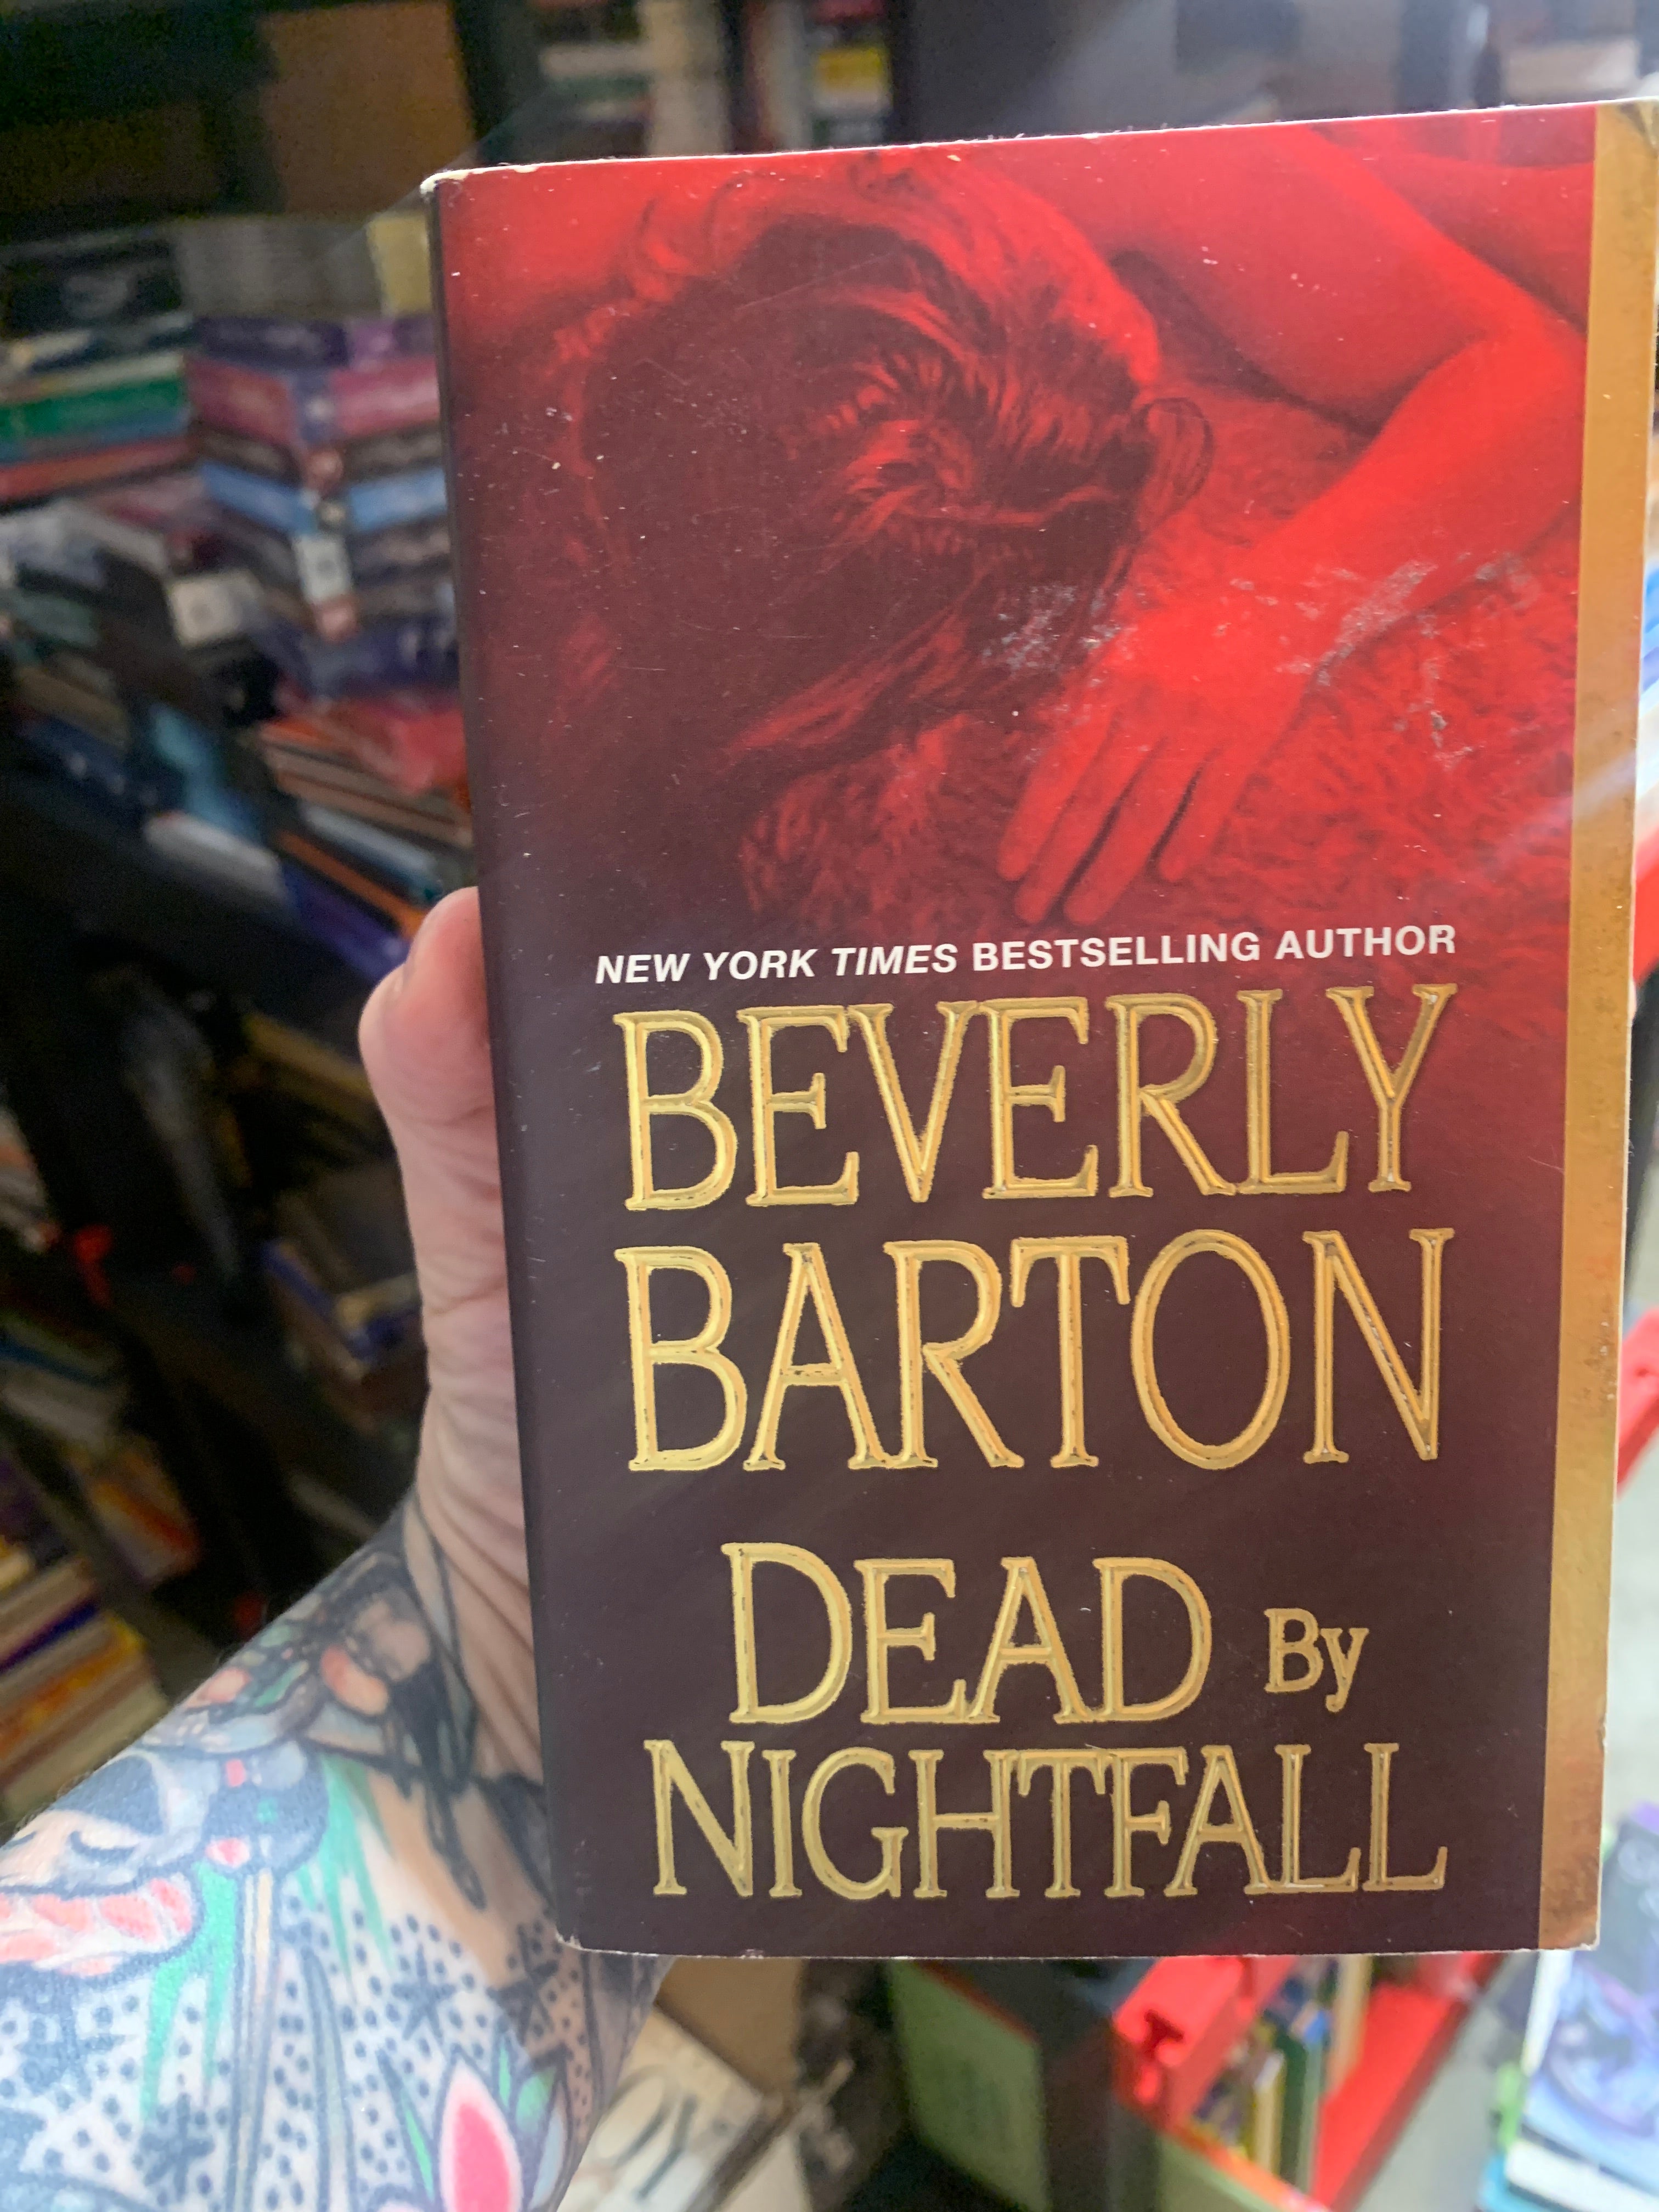 NEW YORK TIMES BESTSELLING AUTHOR
BEVERLY
BARTON
DEAD By
NIGHTFALL